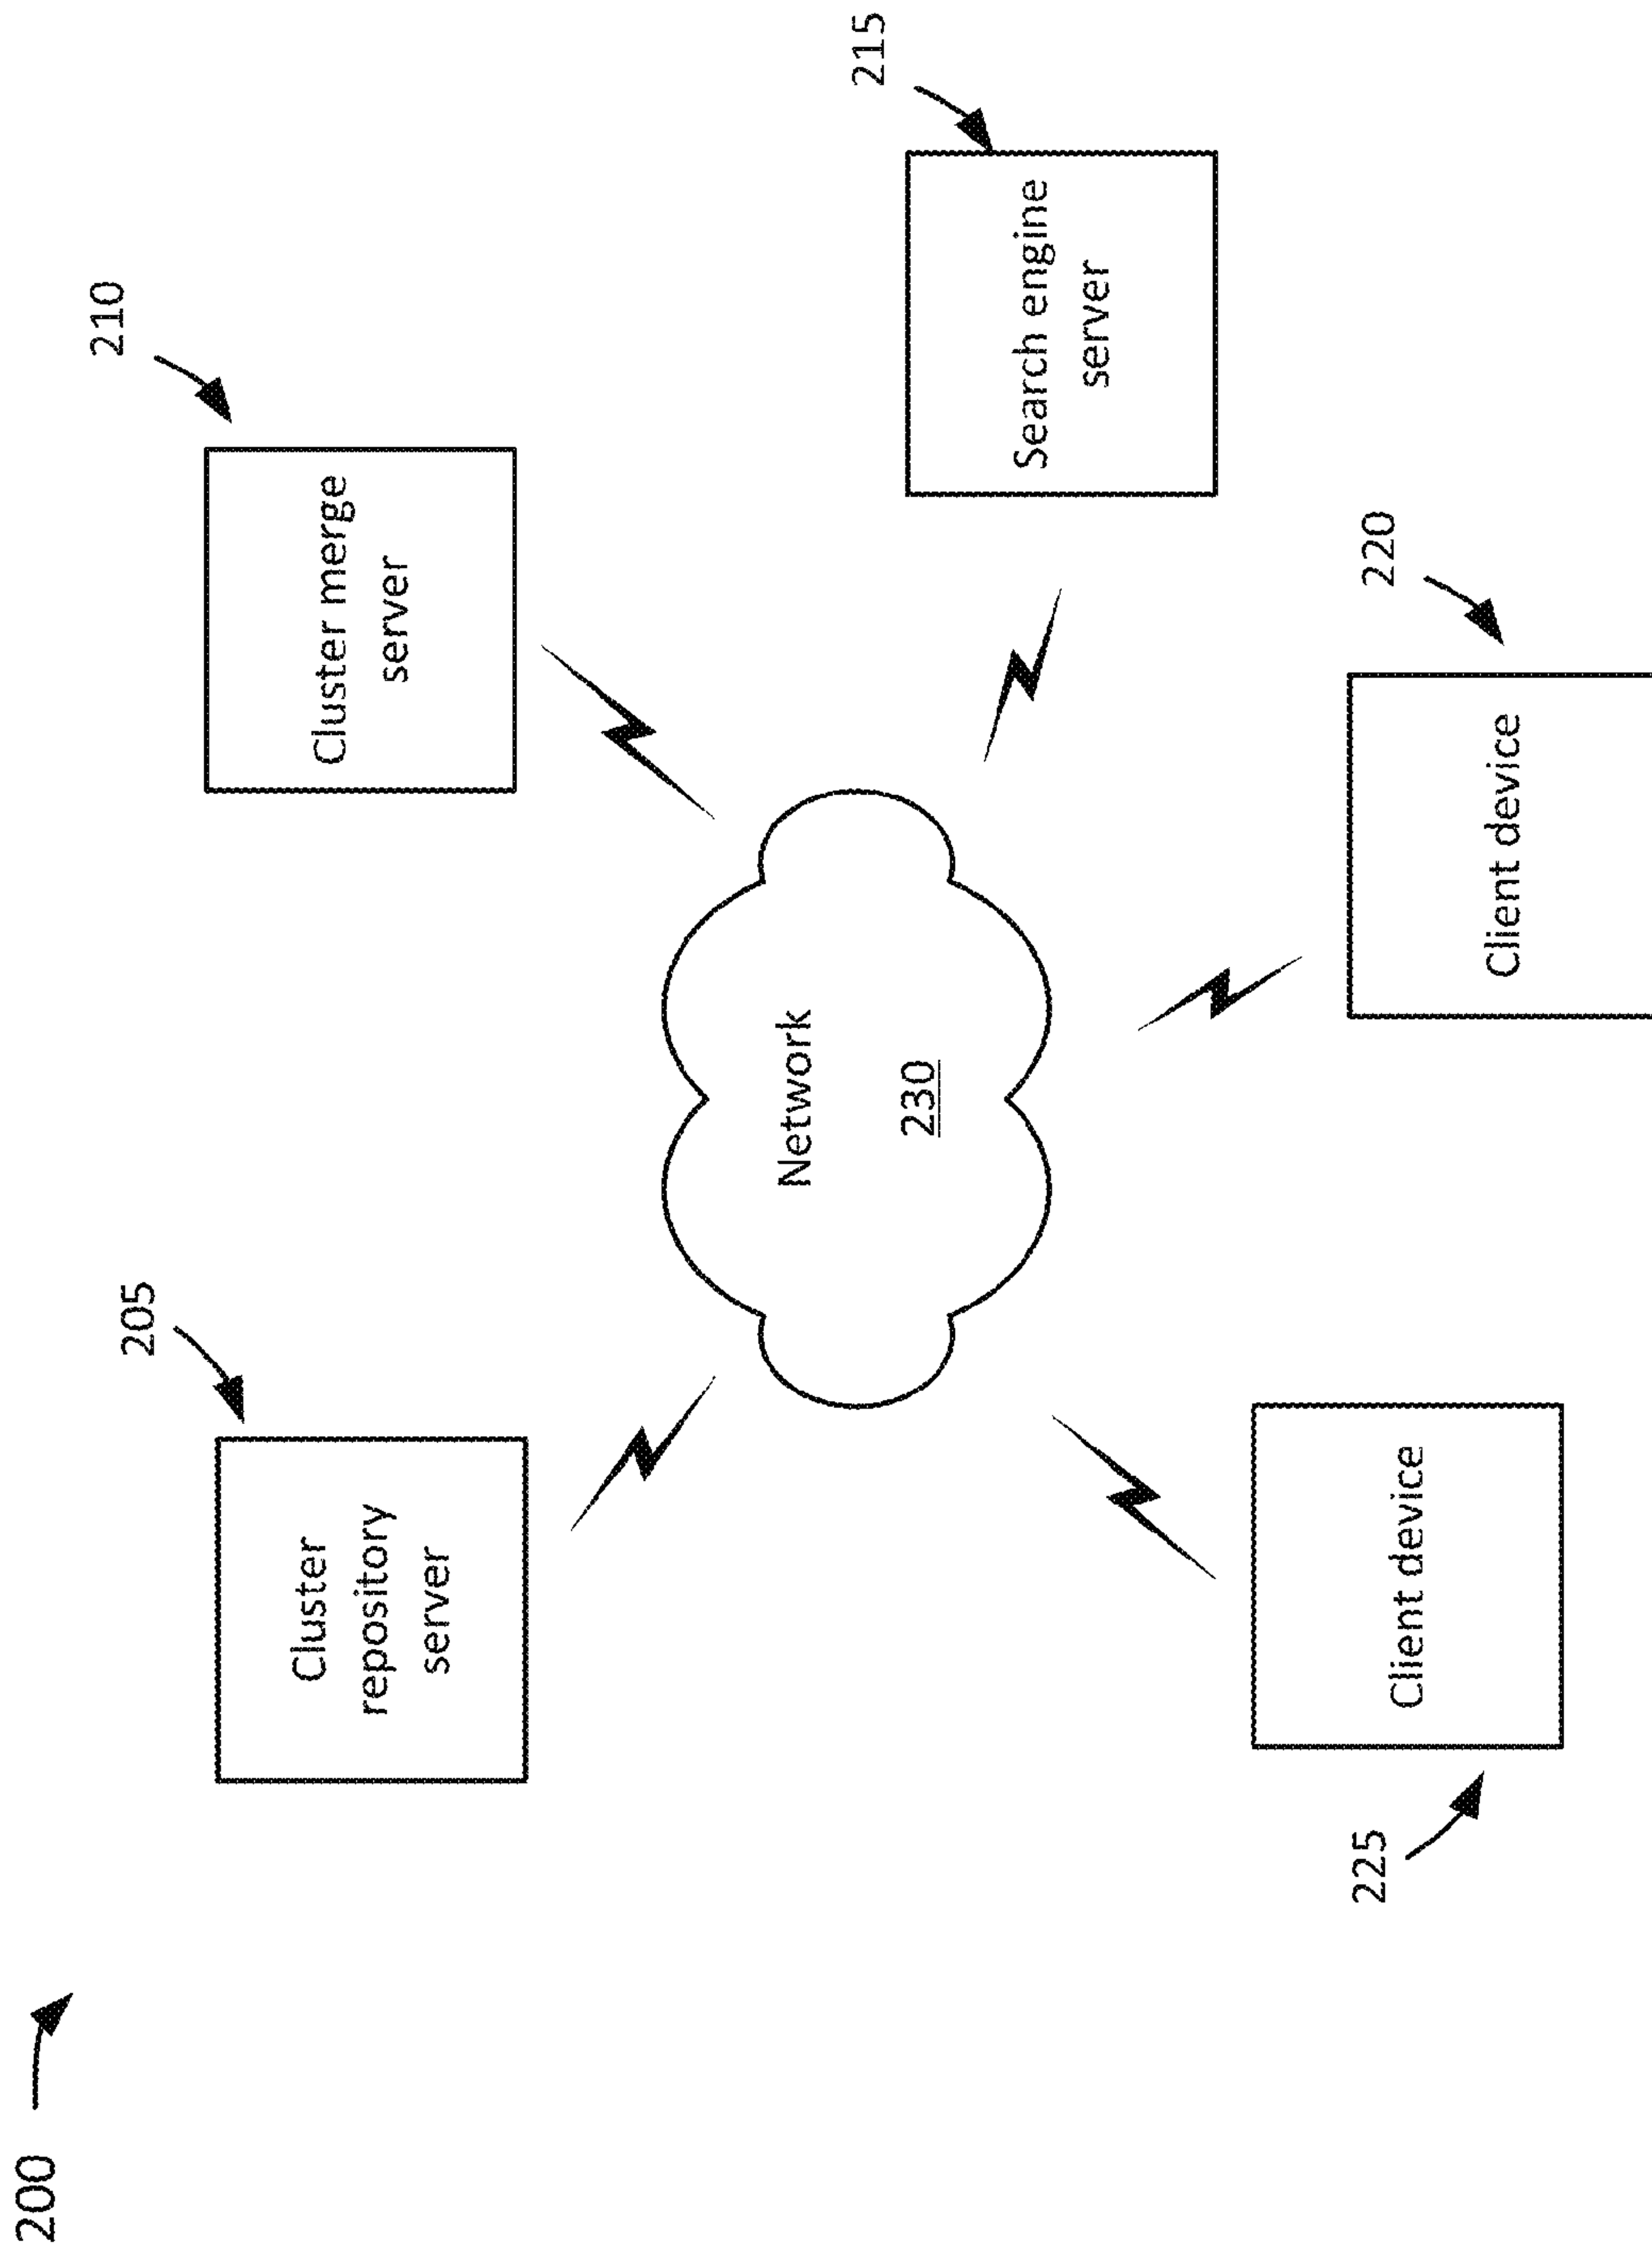 200
205
Cluster
repository
server
210
Cluster merge
server
Network
230
215
Search engine
server
225
Client device
220
Client device